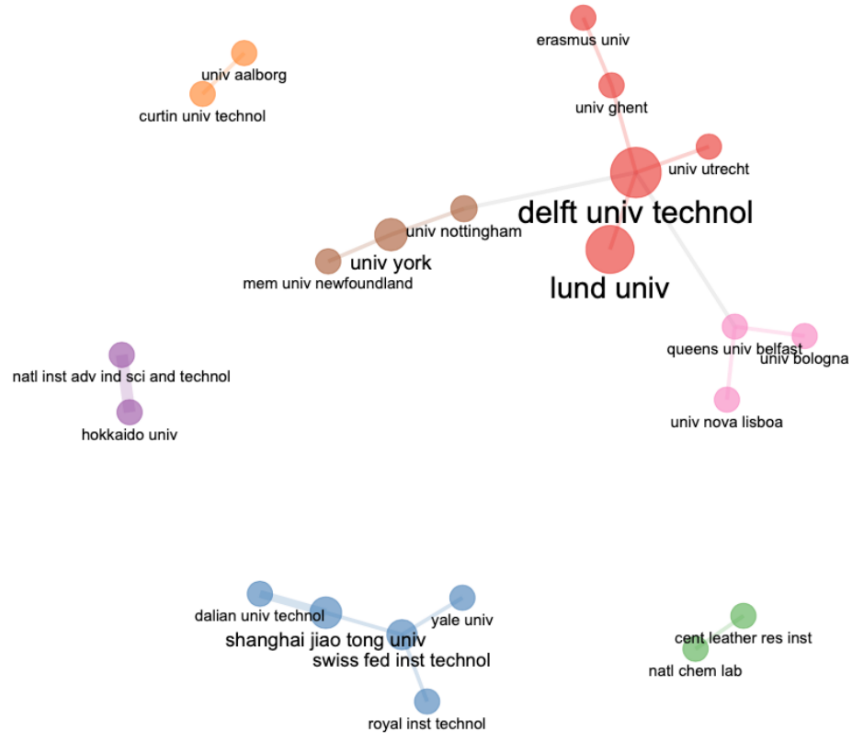 erasmus univ
univ aalborg
curtin univ technol
univ ghent
univ utrecht
delft univ technol
univ nottingham
univ york
mem univ newfoundland
lund univ
queens univ belfast
univ bologna
natl inst adv ind sci and technol
univ nova lisboa
hokkaido univ
dalian univ technol
yale univ
shanghai jiao tong univ
cent leather res inst
swiss fed inst technol
natl chem lab
royal inst technol